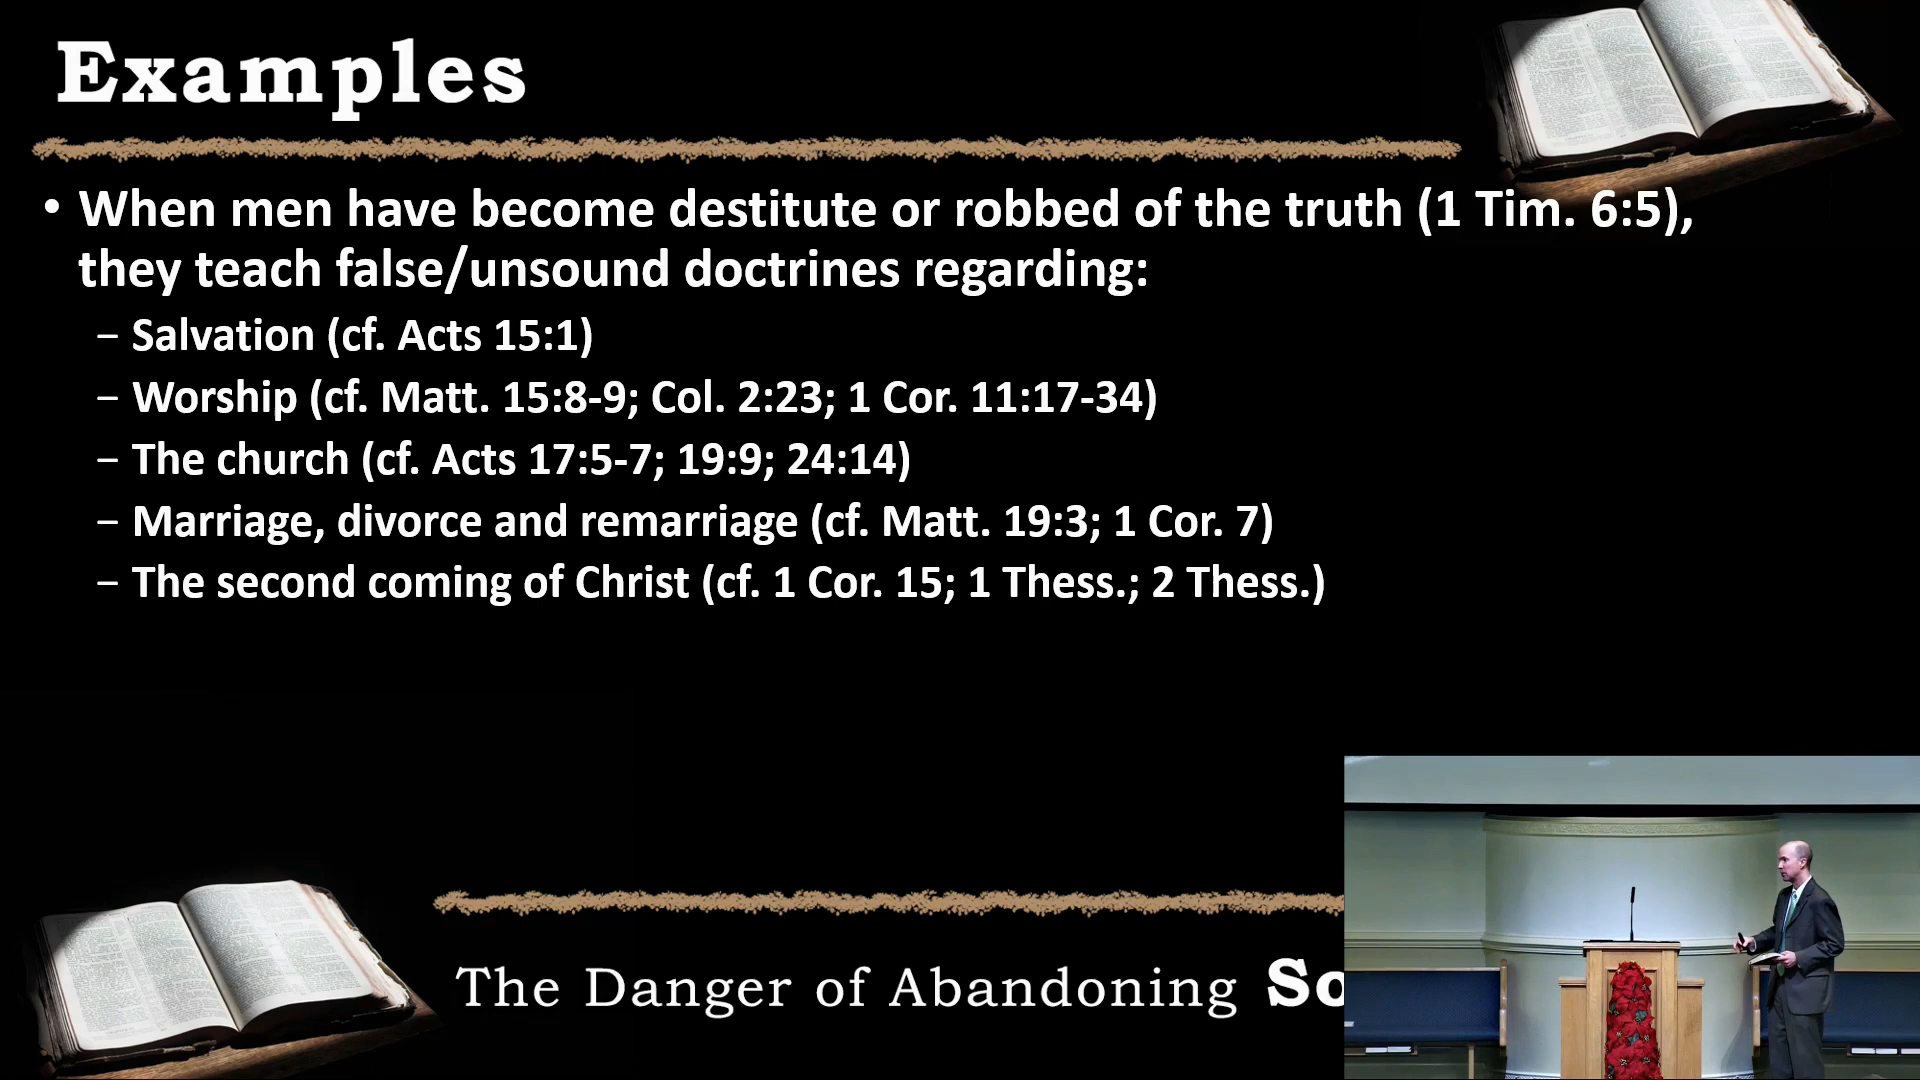 Examples
• When men have become destitute or robbed of the truth (1 Tim. 6:5),
they teach false/unsound doctrines regarding:
– Salvation (cf. Acts 15:1)
– Worship (cf. Matt. 15:8-9; Col. 2:23; 1 Cor. 11:17-34)
– The church (cf. Acts 17:5-7; 19:9; 24:14)
– Marriage, divorce and remarriage (cf. Matt. 19:3; 1 Cor. 7)
– The second coming of Christ (cf. 1 Cor. 15; 1 Thess.; 2 Thess.)
The Danger of Abandoning So